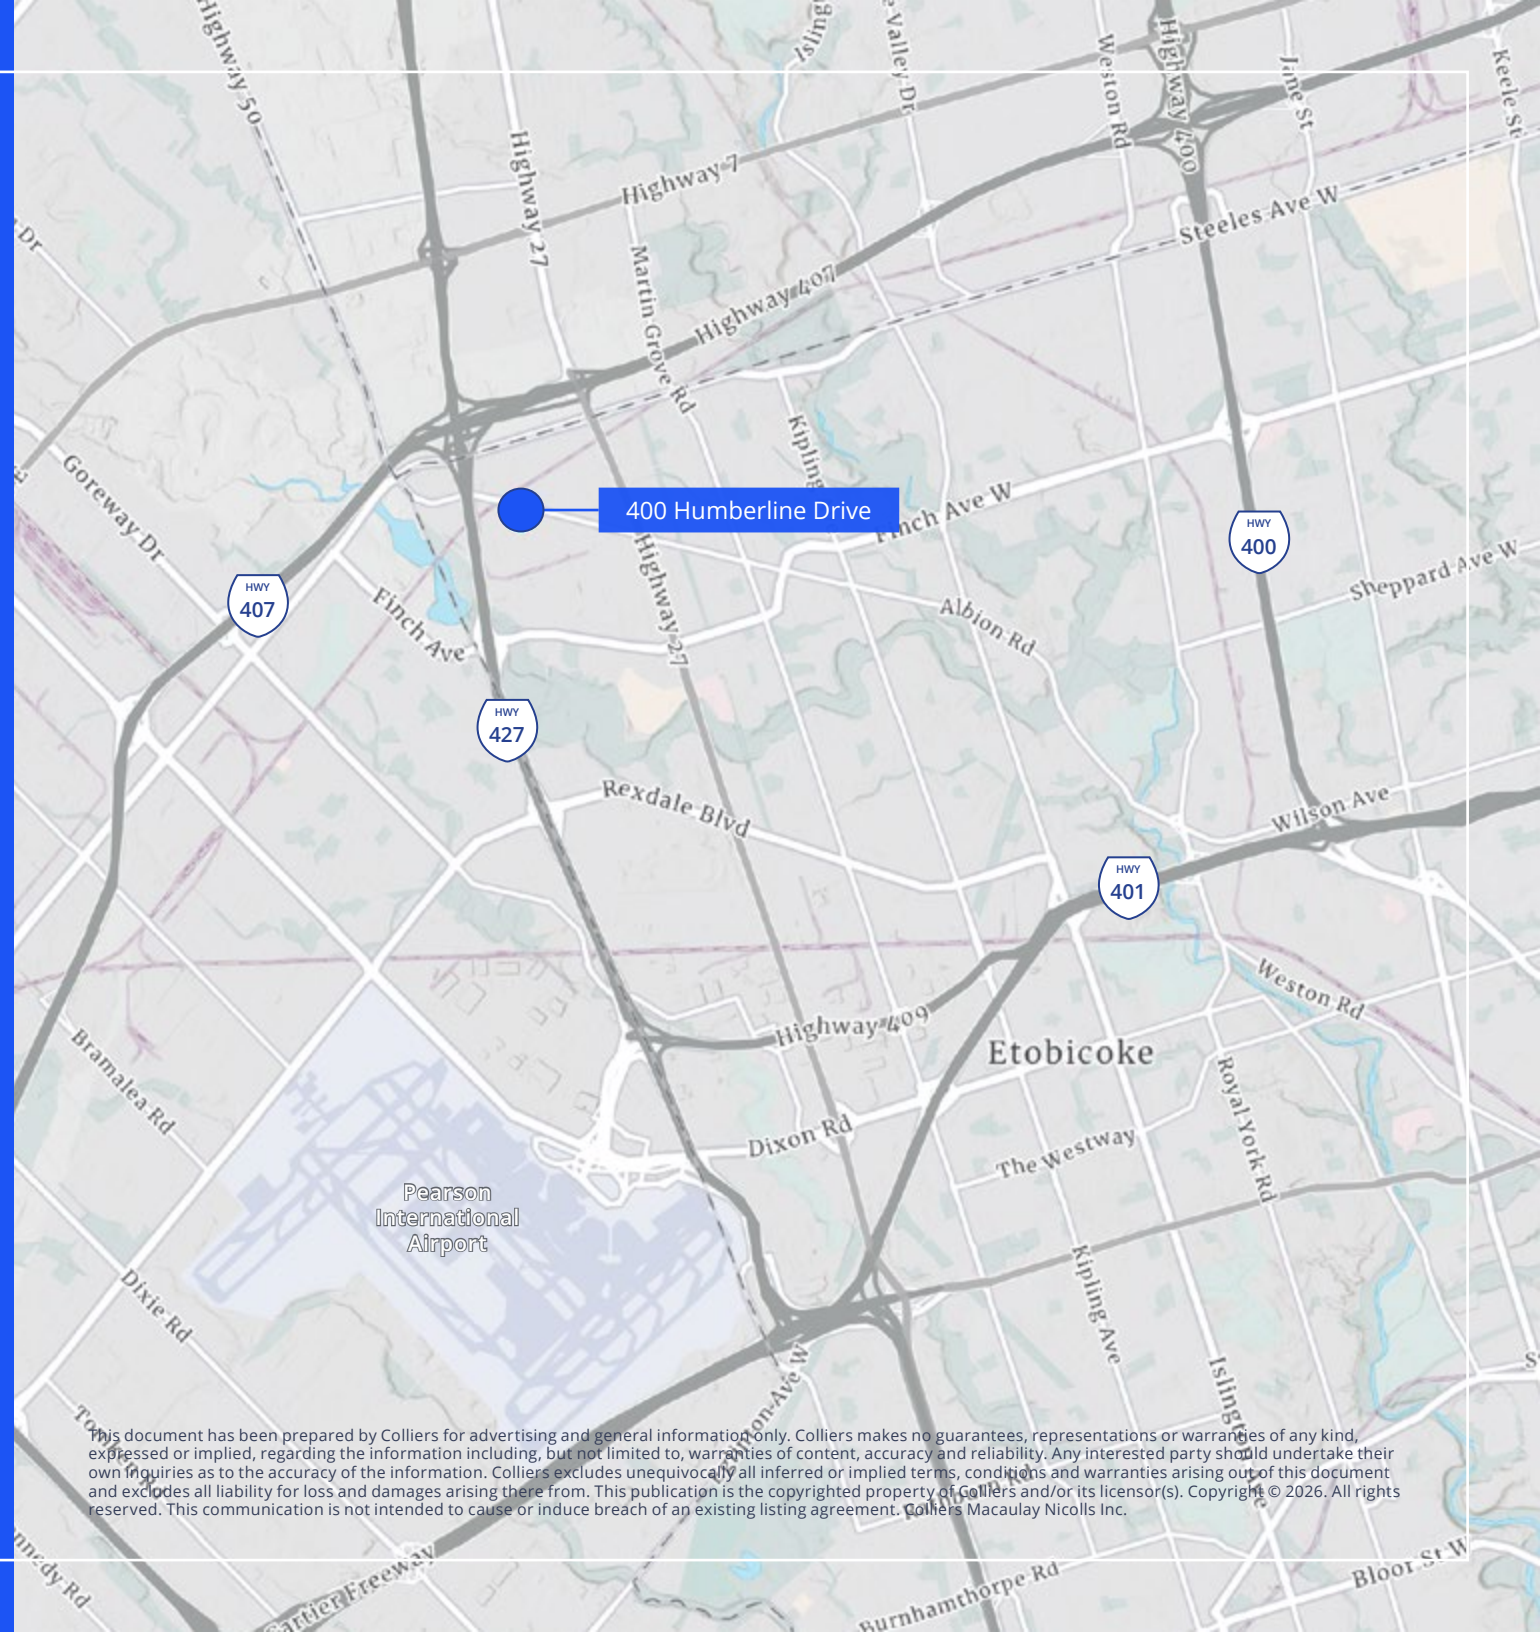 Highway 50
Isling
e Valley Dr
Weston Rd
Highway 400
Jane St
Keele St
Highway 27
Highway 7
Dr
Steeles Ave W
Martin Grove Rd
Highway 407
Goreway Dr
Kipling
400 Humberline Drive
Finch Ave W
HWY
400
Sheppard Ave W
HWY
407
Finch Ave
Highway 27
Albion Rd
HWY
427
Rexdale Blvd
Wilson Ave
HWY
401
Weston Rd
Highway 409
Etobicoke
Bramalea Rd
Royal York Rd
Dixon Rd
The Westway
Pearson
International
Airport
Dixie Rd
Kipling Ave
Islington Ave
This document has been prepared by Colliers for advertising and general information only. Colliers makes no guarantees, representations or warranties of any kind,
expressed or implied, regarding the information including, but not limited to, warranties of content, accuracy and reliability. Any interested party should undertake their
own inquiries as to the accuracy of the information. Colliers excludes unequivocally all inferred or implied terms, conditions and warranties arising out of this document
and excludes all liability for loss and damages arising there from. This publication is the copyrighted property of Colliers and/or its licensor(s). Copyright © 2026. All rights
reserved. This communication is not intended to cause or induce breach of an existing listing agreement. Colliers Macaulay Nicolls Inc.
nnedy Rd
Cartier Freeway
Burnhamthorpe Rd
Bloor St W